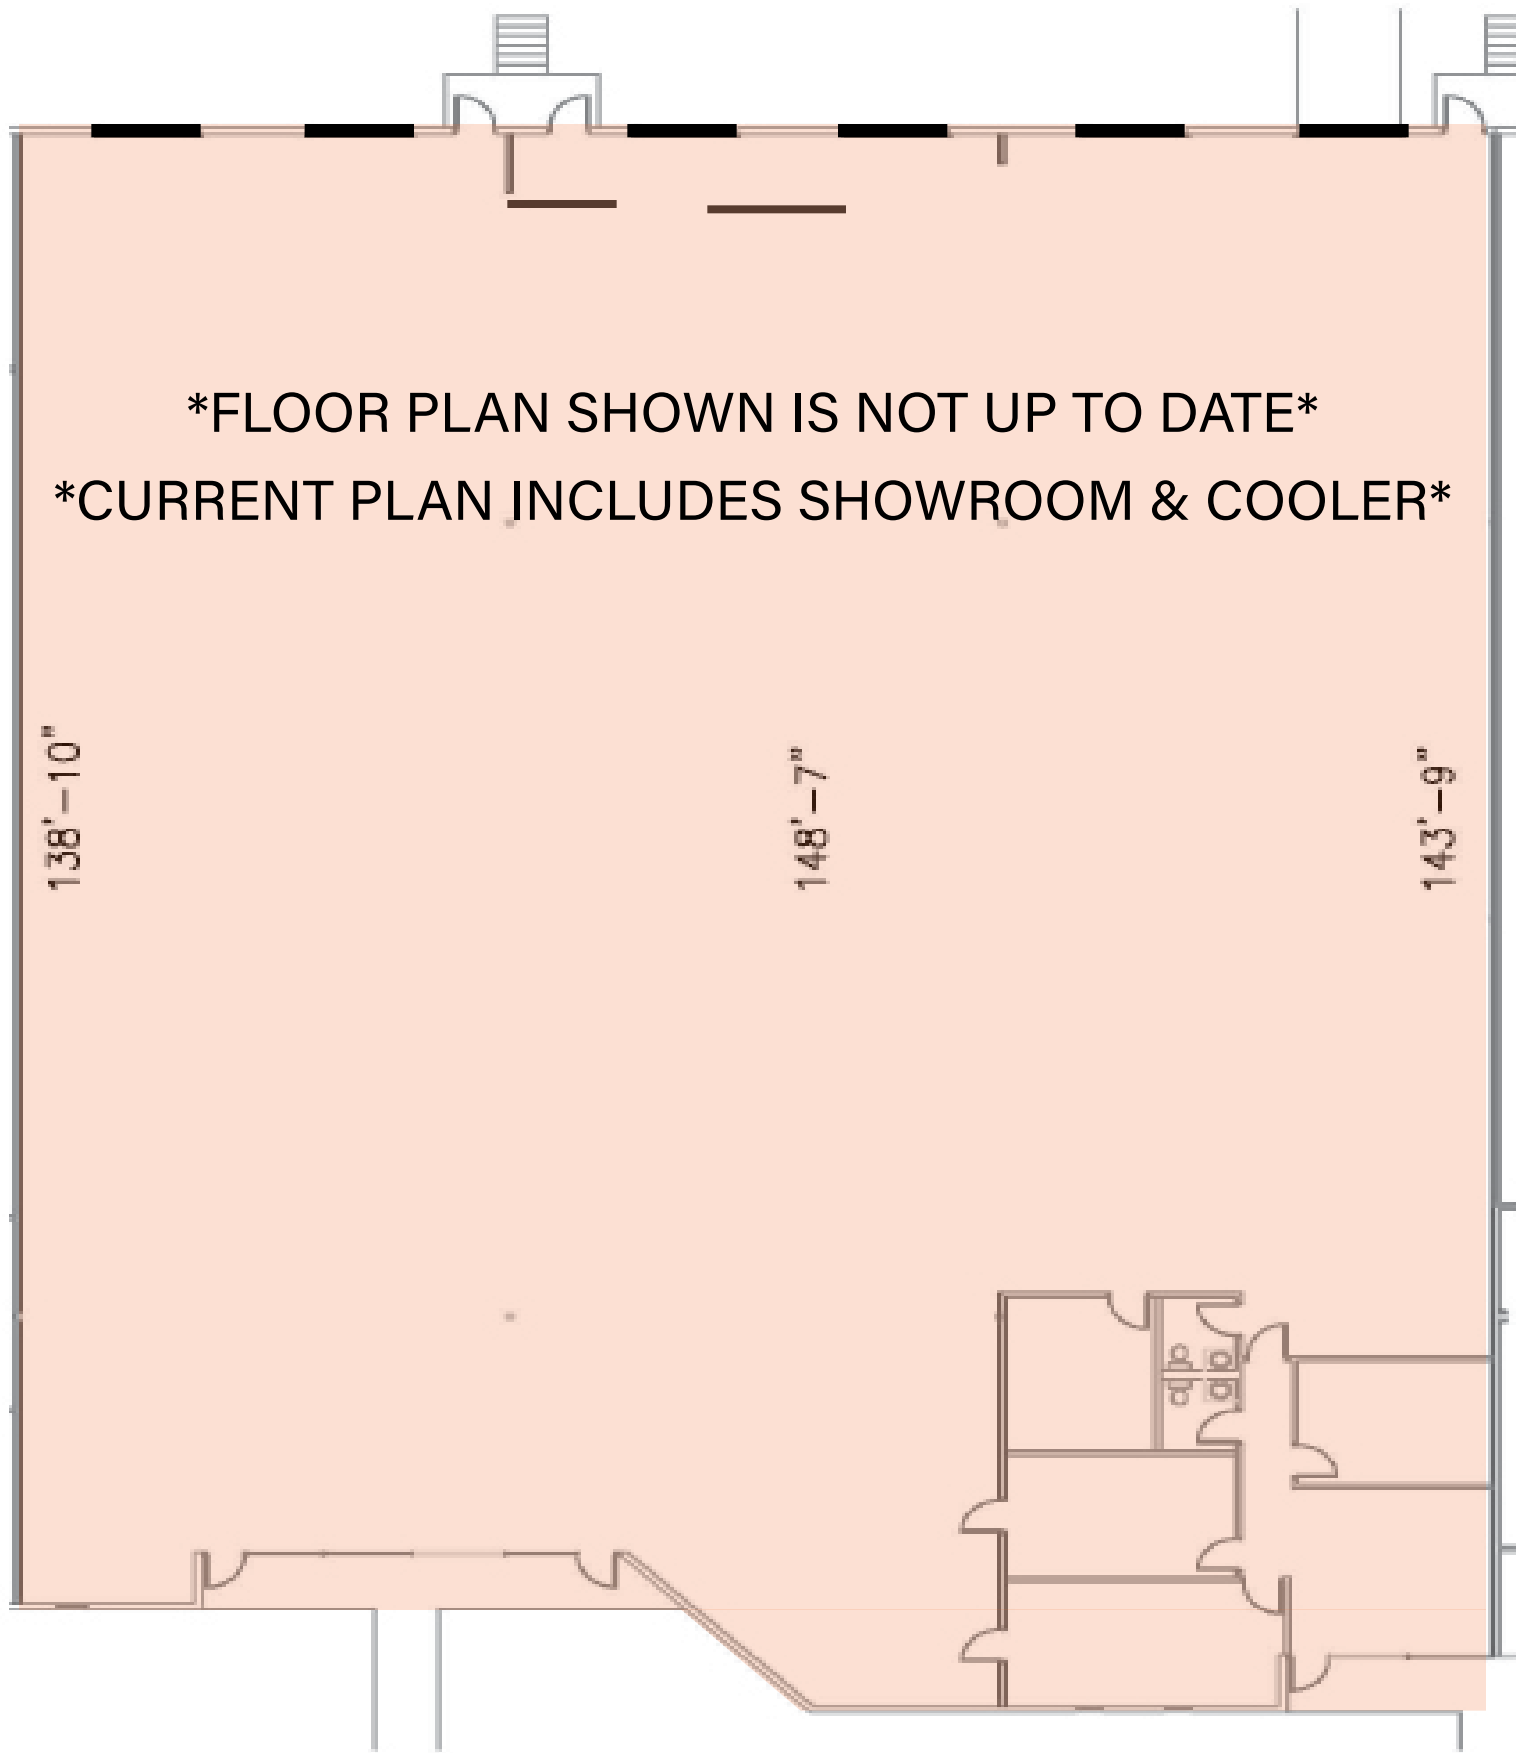 *FLOOR PLAN SHOWN IS NOT UP TO DATE*
*CURRENT PLAN INCLUDES SHOWROOM & COOLER*
138'-10"
148'-7"
143'-9"